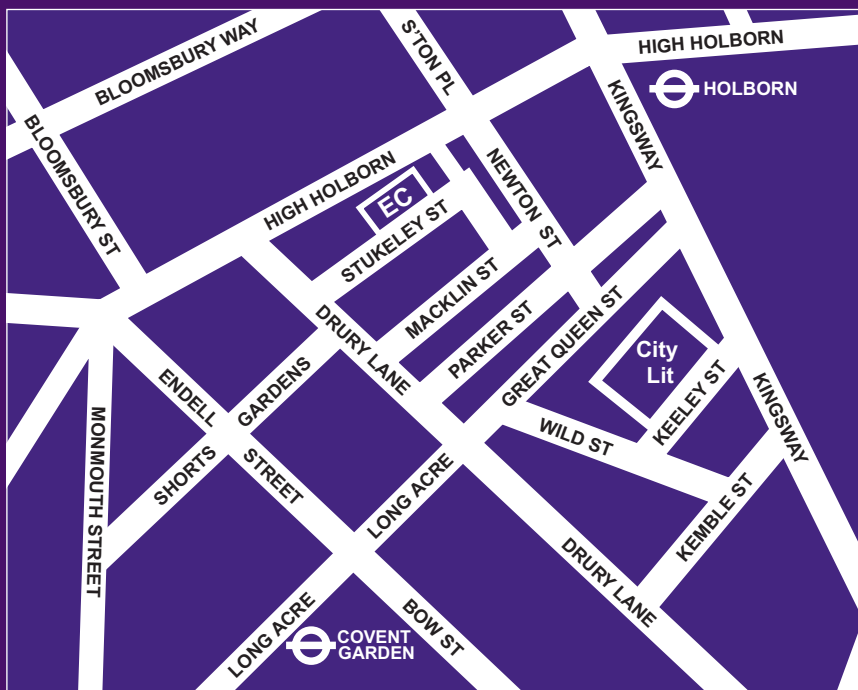 BLOOMSBURY WAY
S'TON PL
HIGH HOLBORN
HOLBORN
KINGSWAY
BLOOMSBURY ST
HIGH HOLBORN
NEWTON ST
EC
STUKELEY ST
MACKLIN ST
PARKER ST
GREAT QUEEN ST
DRURY LANE
City
Lit
KEELEY ST
KINGSWAY
WILD ST
KEMBLE ST
ENDELL
STREET
SHORTS
GARDENS
MONMOUTH STREET
LONG ACRE
DRURY LANE
LONG ACRE
BOW ST
COVENT
GARDEN